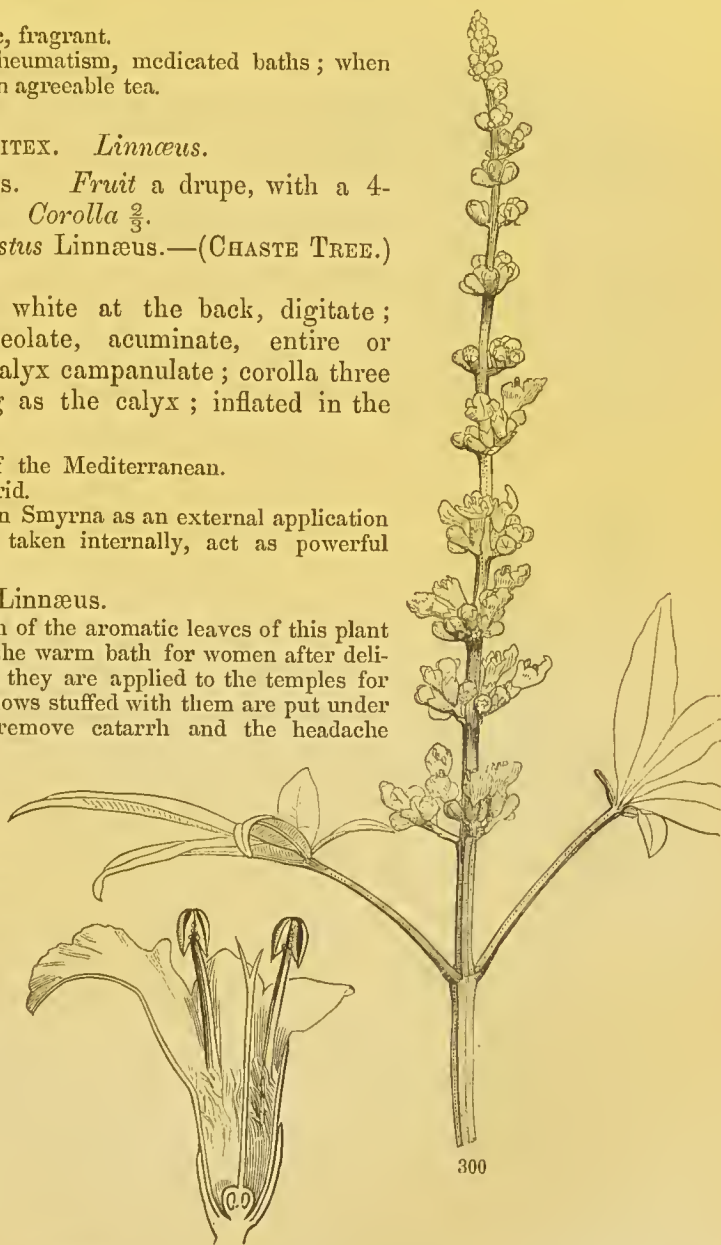 , fragrant.
heumatism, medicated baths; when
n agreeable tea.
ITEX. Linnæus.
s. Fruit a drupe, with a 4-
Corolla ⅔.
stus Linnæus.—(CHASTE TREE.)
white at the back, digitate;
eolate, acuminate, entire or
alyx campanulate; corolla three
g as the calyx; inflated in the
f the Mediterranean.
rid.
n Smyrna as an external application
taken internally, act as powerful
Linnæus.
n of the aromatic leaves of this plant
he warm bath for women after deli-
they are applied to the temples for
ows stuffed with them are put under
remove catarrh and the headache
300